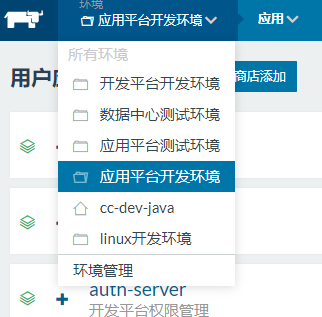 环境
应用平台开发环境
应用
所有环境
用户应
商店添加
开发平台开发环境
数据中心测试环境
应用平台测试环境
应用平台开发环境
cc-dev-java
linux开发环境
环境管理
auth-server
开发平台权限管理